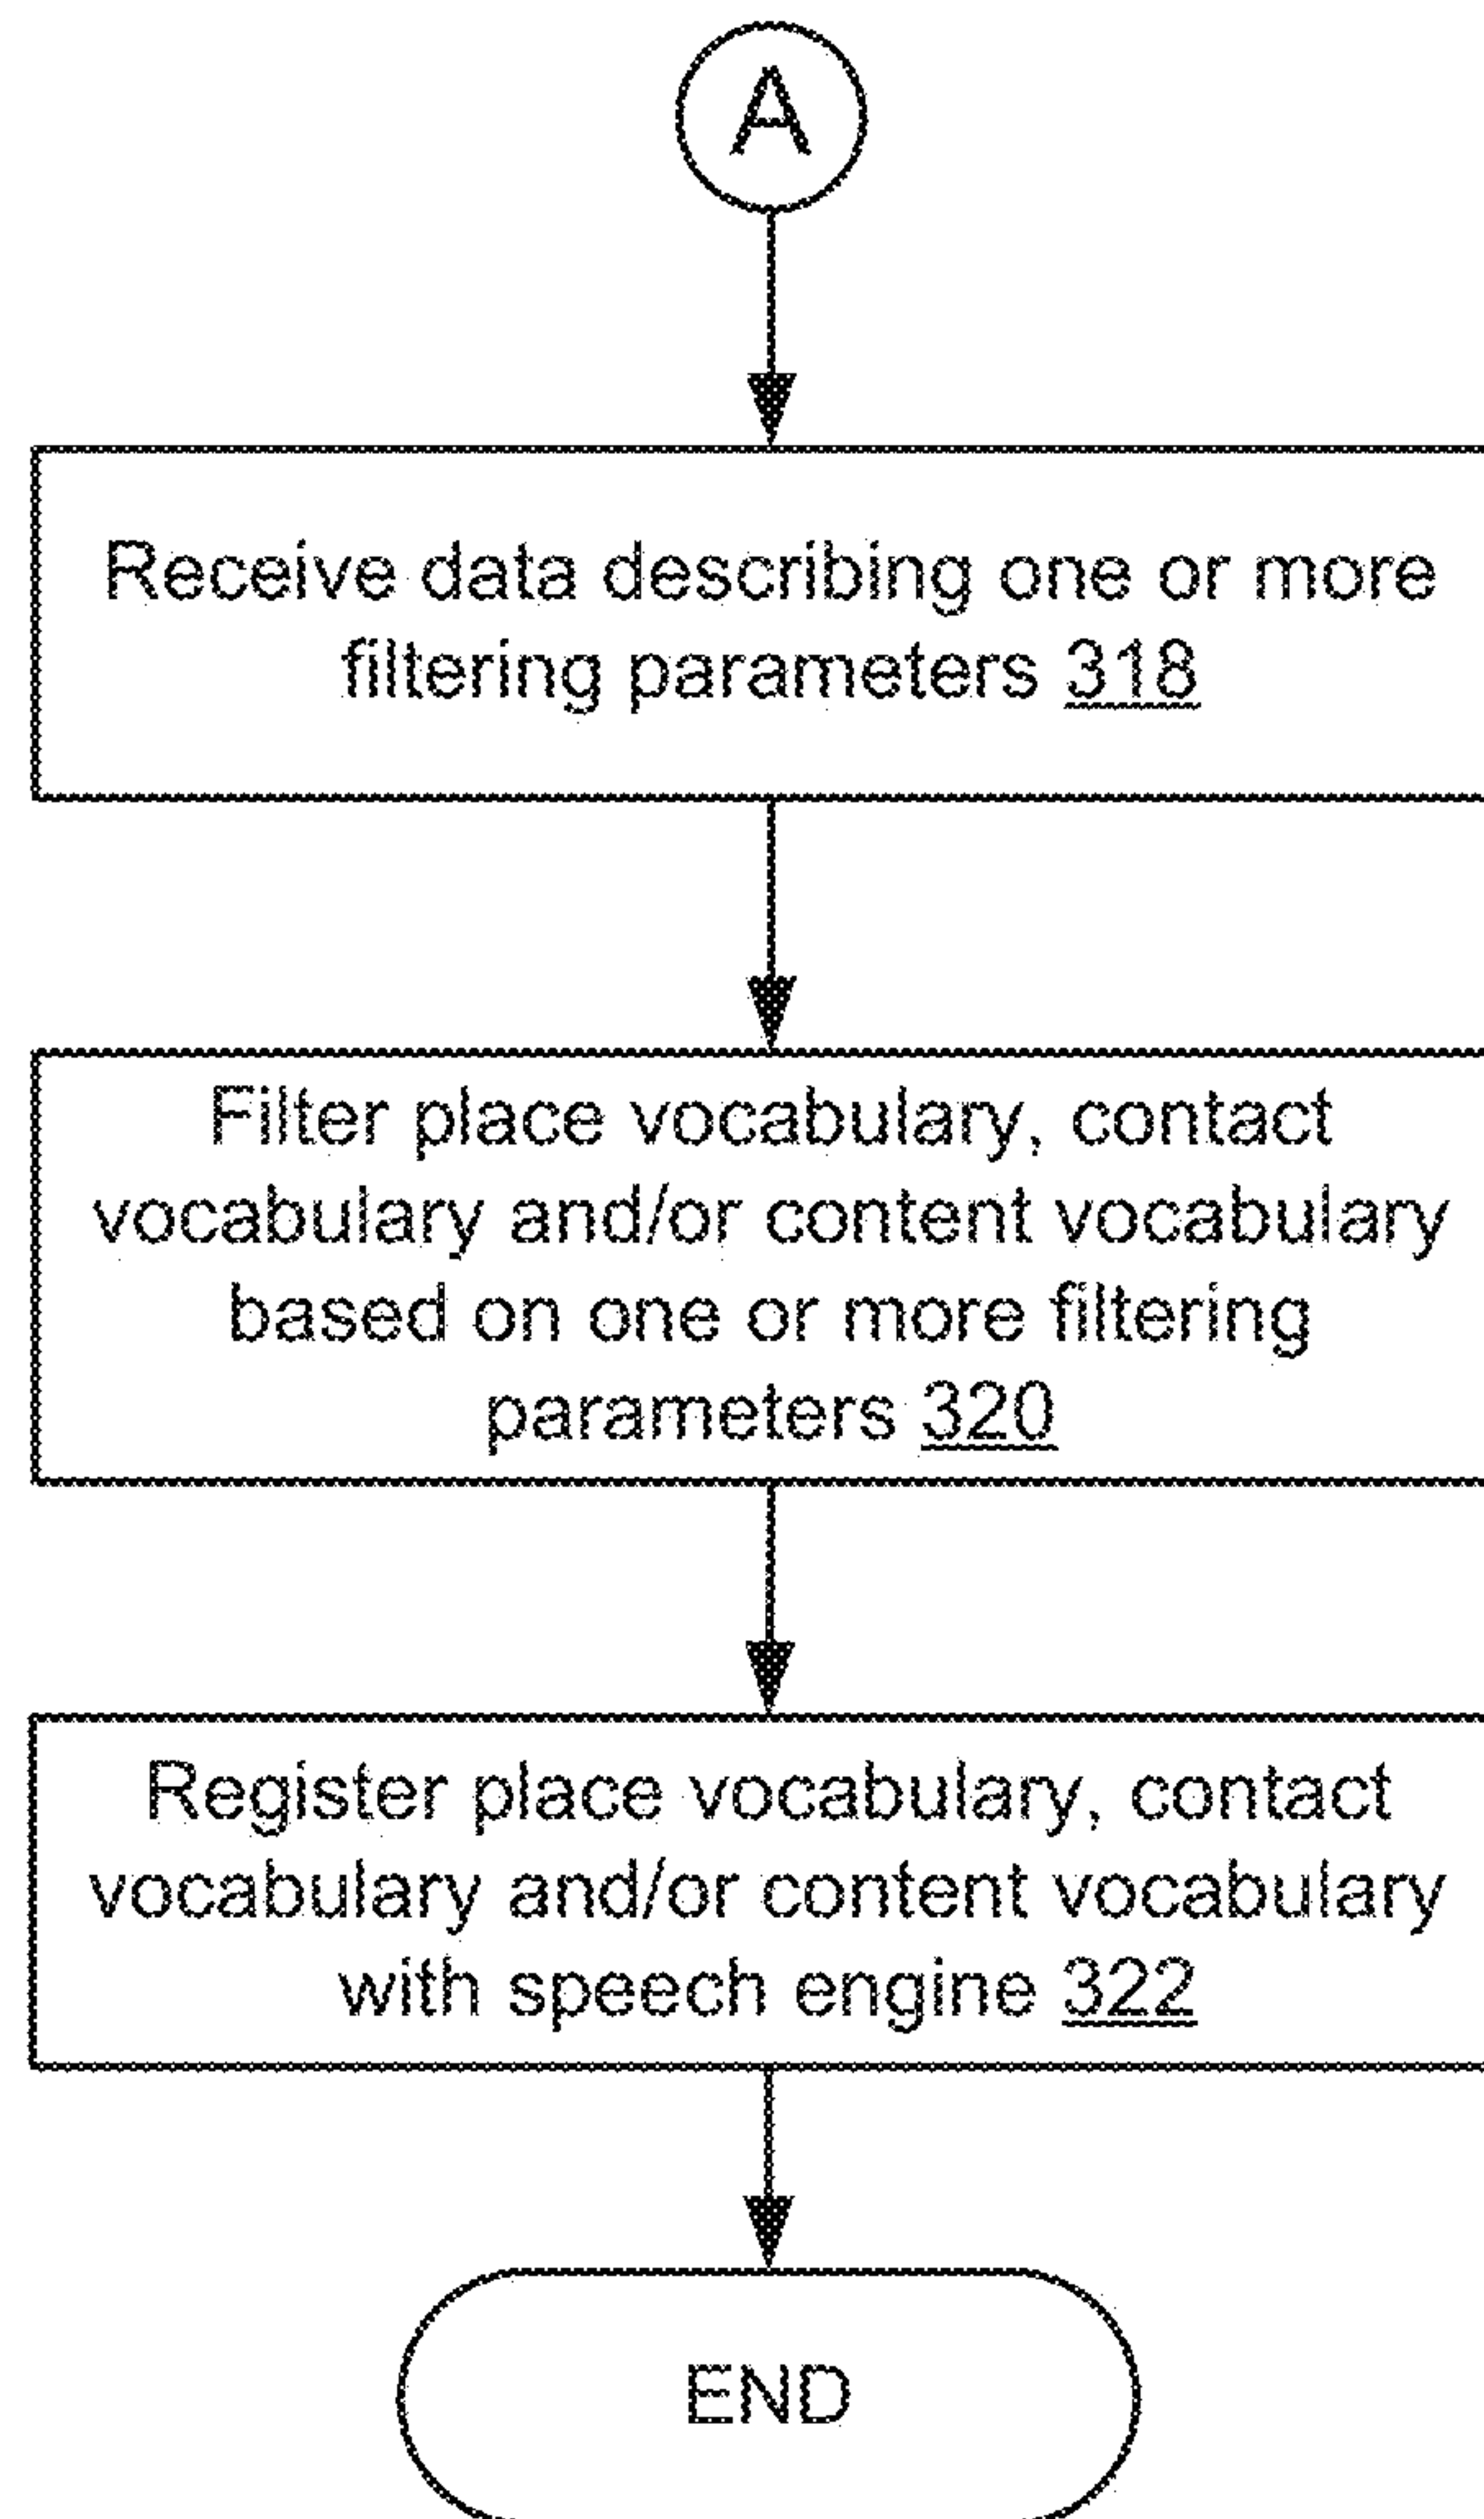 A
Receive data describing one or more
filtering parameters 318
Filter place vocabulary, contact
vocabulary and/or content vocabulary
based on one or more filtering
parameters 320
Register place vocabulary, contact
vocabulary and/or content vocabulary
with speech engine 322
END